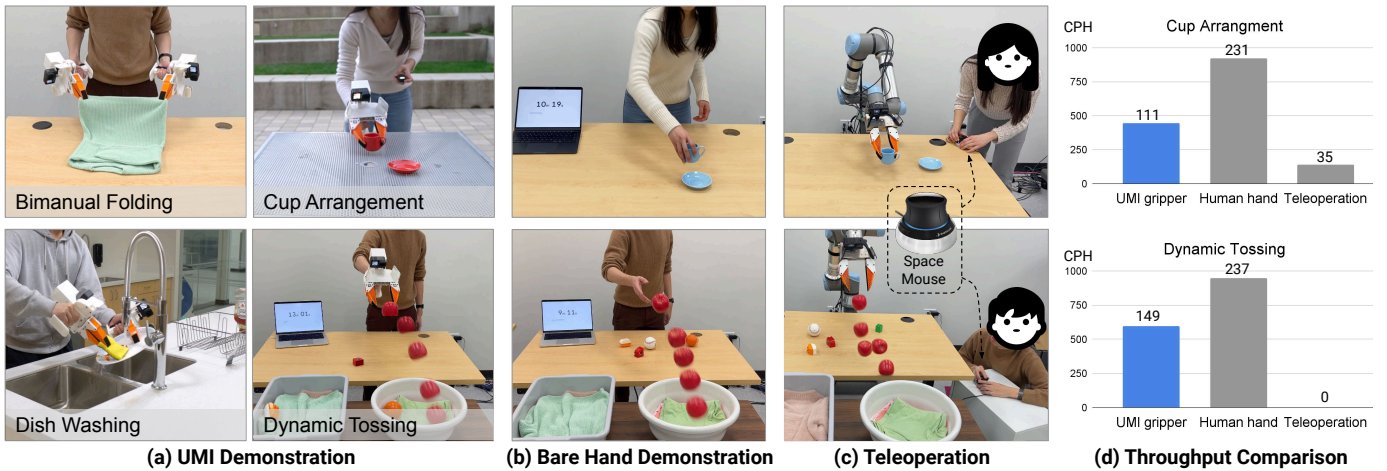 Bimanual Folding
Cup Arrangement
Dish Washing
Dynamic Tossing
(a) UMI Demonstration
(b) Bare Hand Demonstration
Space
Mouse
(c) Teleoperation
CPH
Cup Arrangment
1000
750
500
250
0
111
231
35
UMI gripper
Human hand
Teleoperation
CPH
Dynamic Tossing
1000
750
500
250
0
149
237
0
UMI gripper
Human hand
Teleoperation
(d) Throughput Comparison